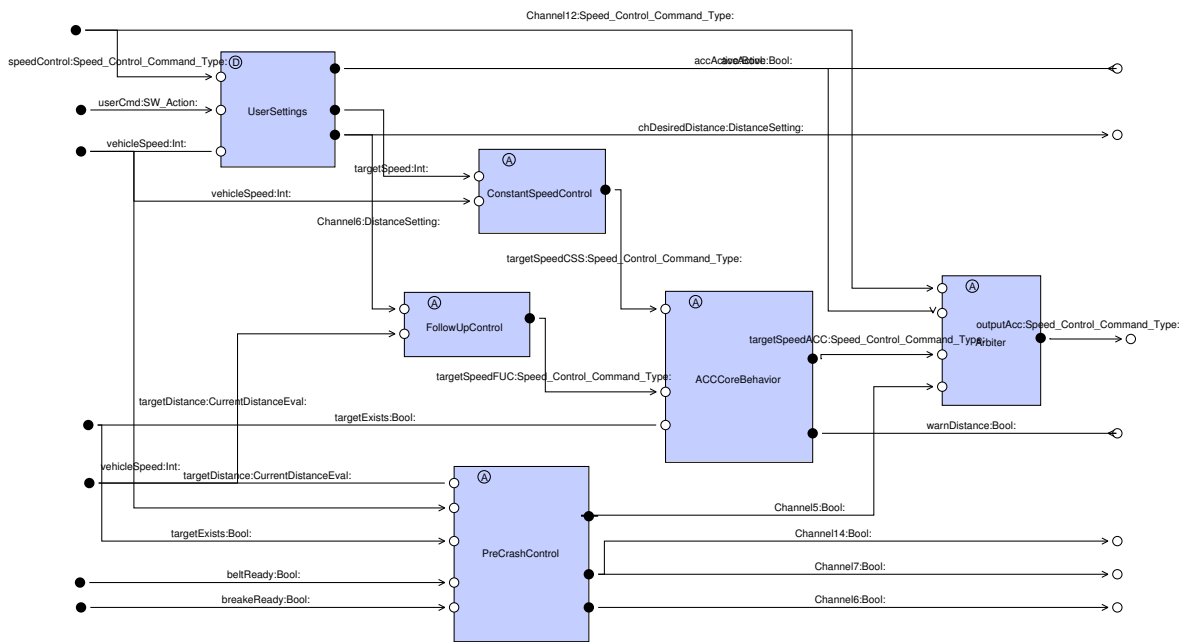 Channel12:Speed_Control_Command_Type:
speedControl:Speed_Control_Command_Type:
D
accActive:Bool:
userCmd:SW_Action:
UserSettings
chDesiredDistance:DistanceSetting:
vehicleSpeed:Int:
A
targetSpeed:Int:
vehicleSpeed:Int:
ConstantSpeedControl
Channel6:DistanceSetting:
targetSpeedCSS:Speed_Control_Command_Type:
A
A
A
FollowUpControl
outputAcc:Speed_Control_Command_Type:
targetSpeedACC:Speed_Control_Command_Type:
Arbiter
targetSpeedFUC:Speed_Control_Command_Type:
ACCCoreBehavior
targetDistance:CurrentDistanceEval:
targetExists:Bool:
warnDistance:Bool:
vehicleSpeed:Int:
targetDistance:CurrentDistanceEval:
A
Channel5:Bool:
targetExists:Bool:
Channel14:Bool:
PreCrashControl
Channel7:Bool:
beltReady:Bool:
breakeReady:Bool:
Channel6:Bool: